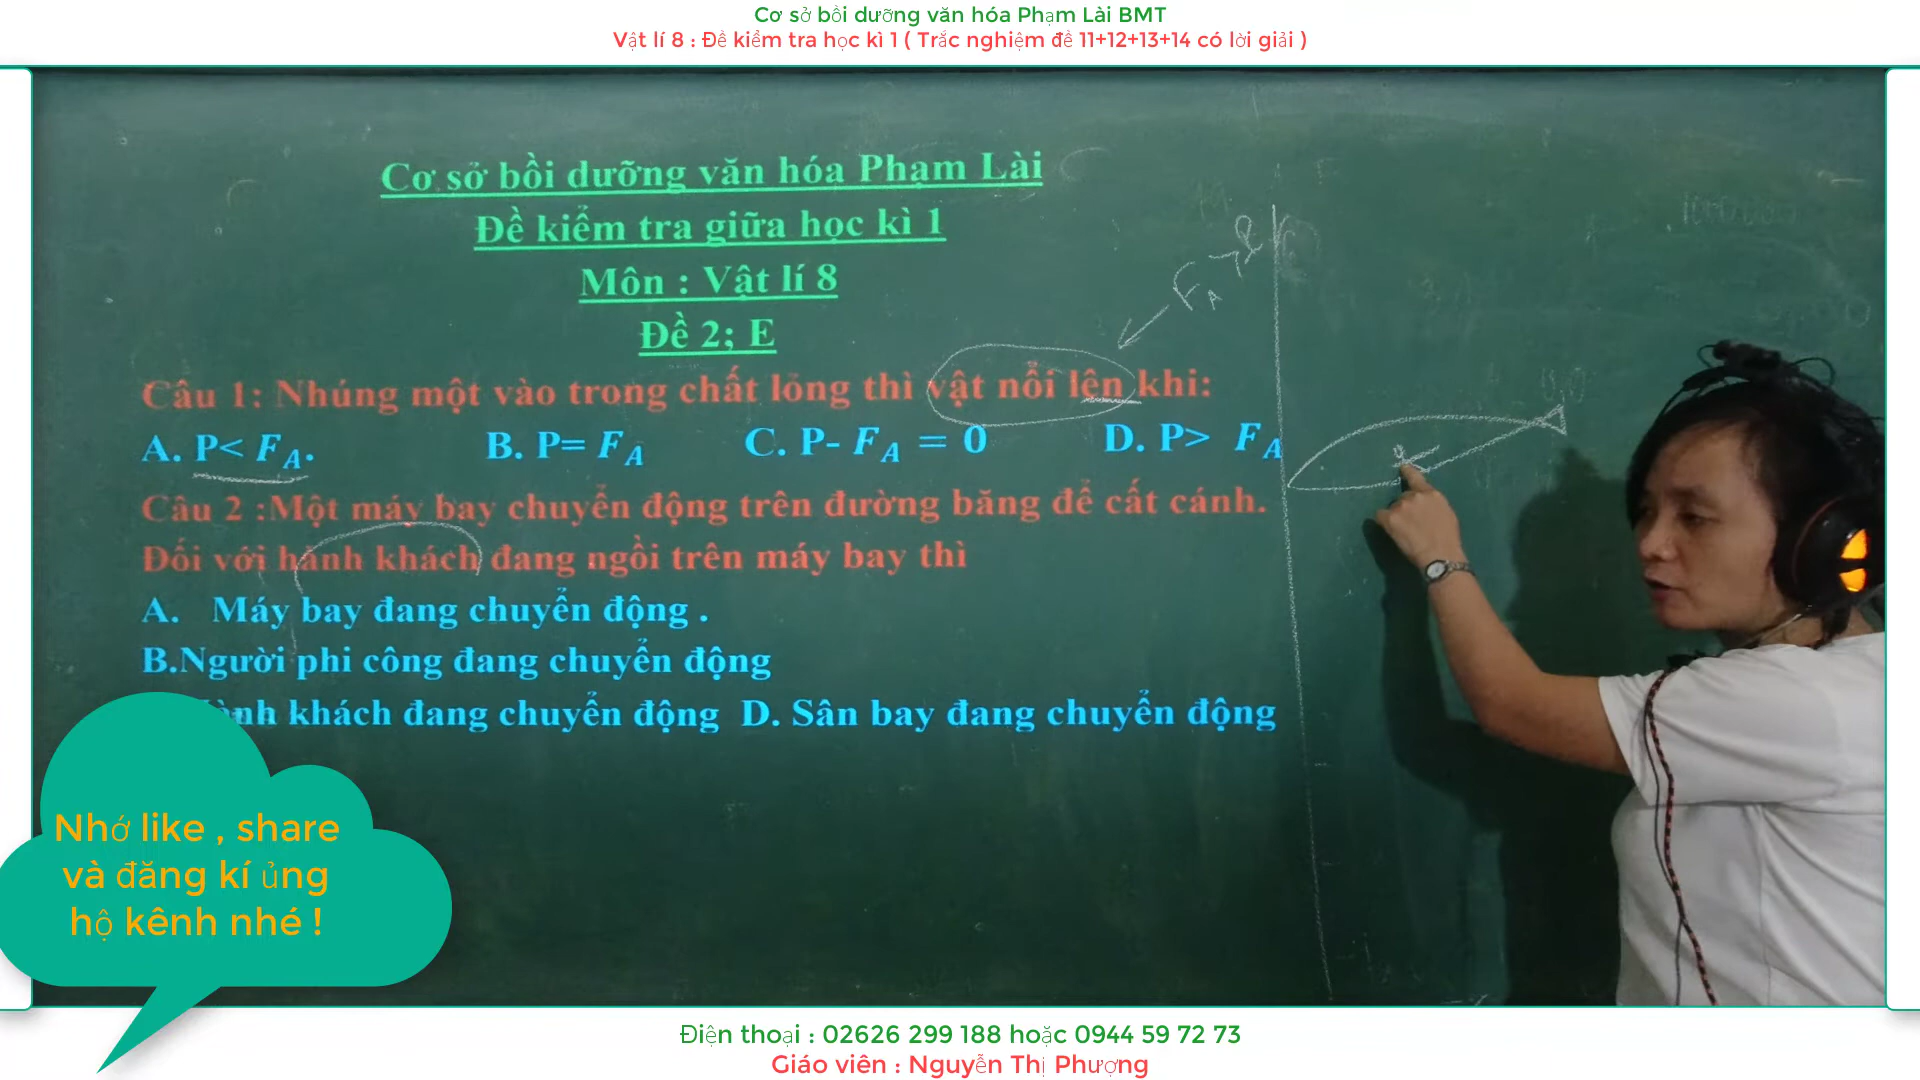 Cơ sở bồi dưỡng văn hóa Phạm Lài BMT
Vật lí 8 : Đề kiểm tra học kì 1 ( Trắc nghiệm đề 11+12+13+14 có lời giải )
Cơ sở bồi dưỡng văn hóa Phạm Lài
Đề kiểm tra giữa học kì 1
Môn : Vật lí 8
Đề 2; E
Câu 1: Nhúng một vào trong chất lỏng thì vật nổi lên khi:
A. P< F_A. B. P= F_A C. P- F_A = 0 D. P> F_A
Câu 2 :Một máy bay chuyển động trên đường băng để cất cánh.
Đối với hành khách đang ngồi trên máy bay thì
A. Máy bay đang chuyển động .
B.Người phi công đang chuyển động
khách đang chuyển động D. Sân bay đang chuyển động
Nhớ like , share
và đăng kí ủng
hộ kênh nhé !
Điện thoại : 02626 299 188 hoặc 0944 59 72 73
Giáo viên : Nguyễn Thị Phượng